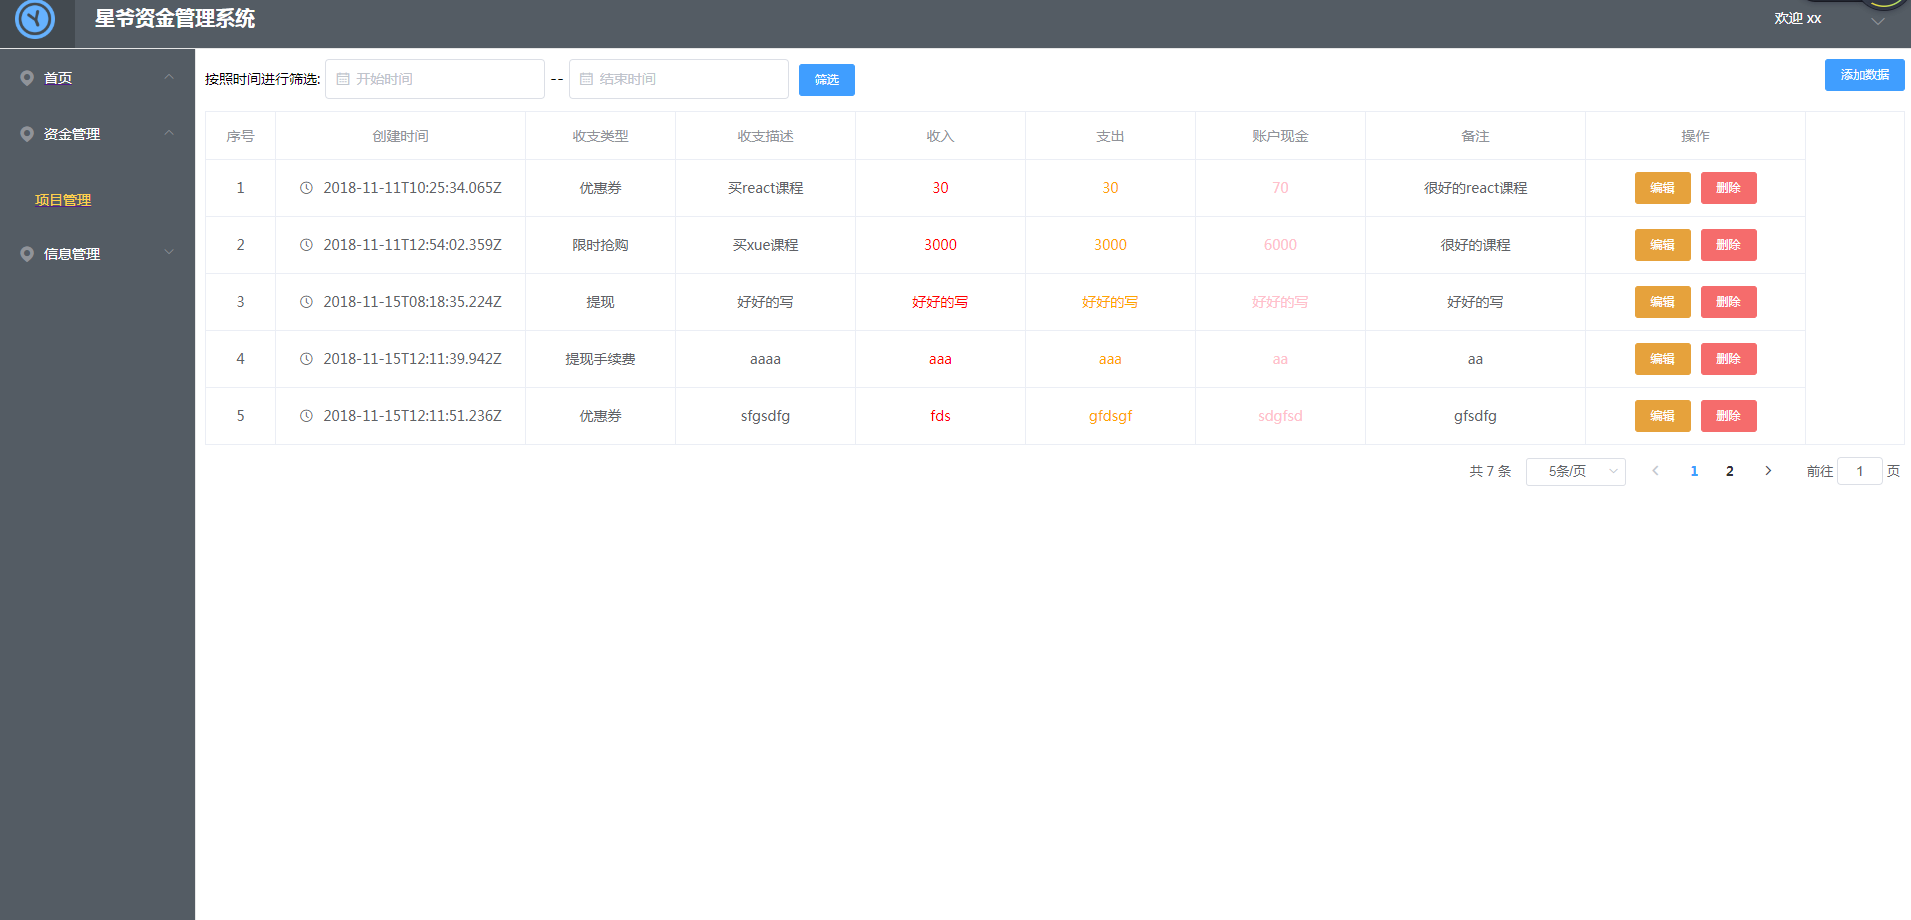 星爷资金管理系统
欢迎 xx
首页
资金管理
项目管理
信息管理
按照时间进行筛选: 开始时间 -- 结束时间 筛选 添加数据
序号 创建时间 收支类型 收支描述 收入 支出 账户现金 备注 操作
1 2018-11-11T10:25:34.065Z 优惠券 买react课程 30 30 70 很好的react课程 编辑 删除
2 2018-11-11T12:54:02.359Z 限时抢购 买xue课程 3000 3000 6000 很好的课程 编辑 删除
3 2018-11-15T08:18:35.224Z 提现 好好的写 好好的写 好好的写 好好的写 好好的写 编辑 删除
4 2018-11-15T12:11:39.942Z 提现手续费 aaaa aaa aaa aa aa 编辑 删除
5 2018-11-15T12:11:51.236Z 优惠券 sfgsdfg fds gfdsgf sdgfsd gfsdfg 编辑 删除
共 7 条 5条/页 1 2 前往 1 页